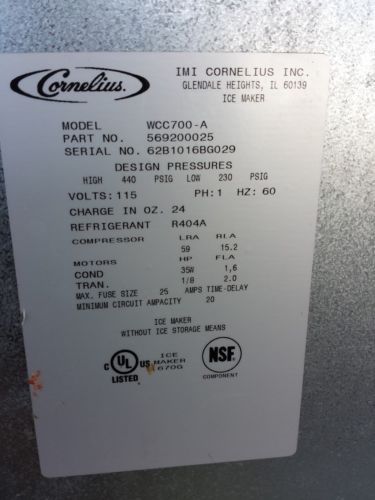 Cornelius.
IMI CORNELIUS INC.
GLENDALE HEIGHTS, IL 60139
ICE MAKER
MODEL WCC700-A
PART NO. 569200025
SERIAL NO. 62B1016BG029
DESIGN PRESSURES
HIGH 440 PSIG LOW 230 PSIG
VOLTS: 115 PH: 1 HZ: 60
CHARGE IN OZ. 24
REFRIGERANT R404A
COMPRESSOR LRA RLA
59 15.2
MOTORS HP FLA
COND 35W 1,6
TRAN. 1/8 2.0
MAX. FUSE SIZE 25 AMPS TIME-DELAY
MINIMUM CIRCUIT AMPACITY 20
ICE MAKER
WITHOUT ICE STORAGE MEANS
C UL US
LISTED
ICE
MAKER
670G
NSF
COMPONENT